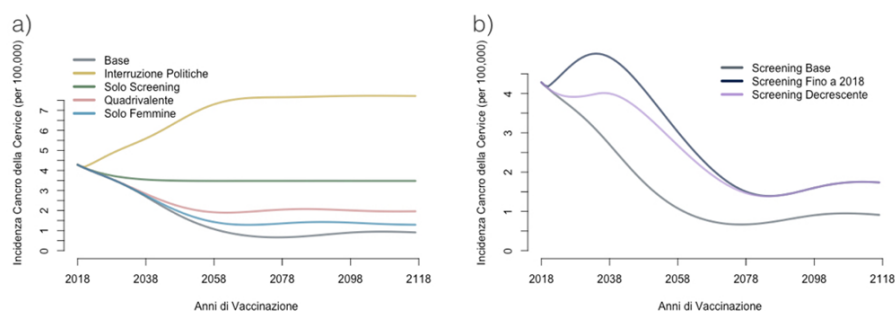 a)
Incidenza Cancro della Cervice (per 100,000)
Base
Interruzione Politiche
Solo Screening
Quadrivalente
Solo Femmine
7
6
5
4
3
2
1
0
2018 2038 2058 2078 2098 2118
Anni di Vaccinazione
b)
Incidenza Cancro della Cervice (per 100,000)
Screening Base
Screening Fino a 2018
Screening Decrescente
4
3
2
1
0
2018 2038 2058 2078 2098 2118
Anni di Vaccinazione